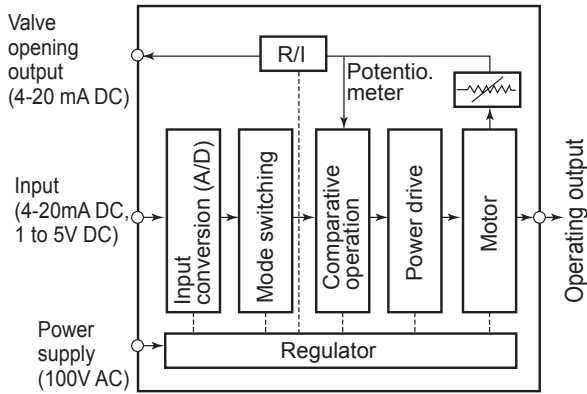 Valve
opening
output
(4-20 mA DC)
R/I
Potentio.
meter
Input
(4-20mA DC,
1 to 5V DC)
Input
conversion (A/D)
Mode switching
Comparative
operation
Power drive
Motor
Operating output
Power
supply
(100V AC)
Regulator